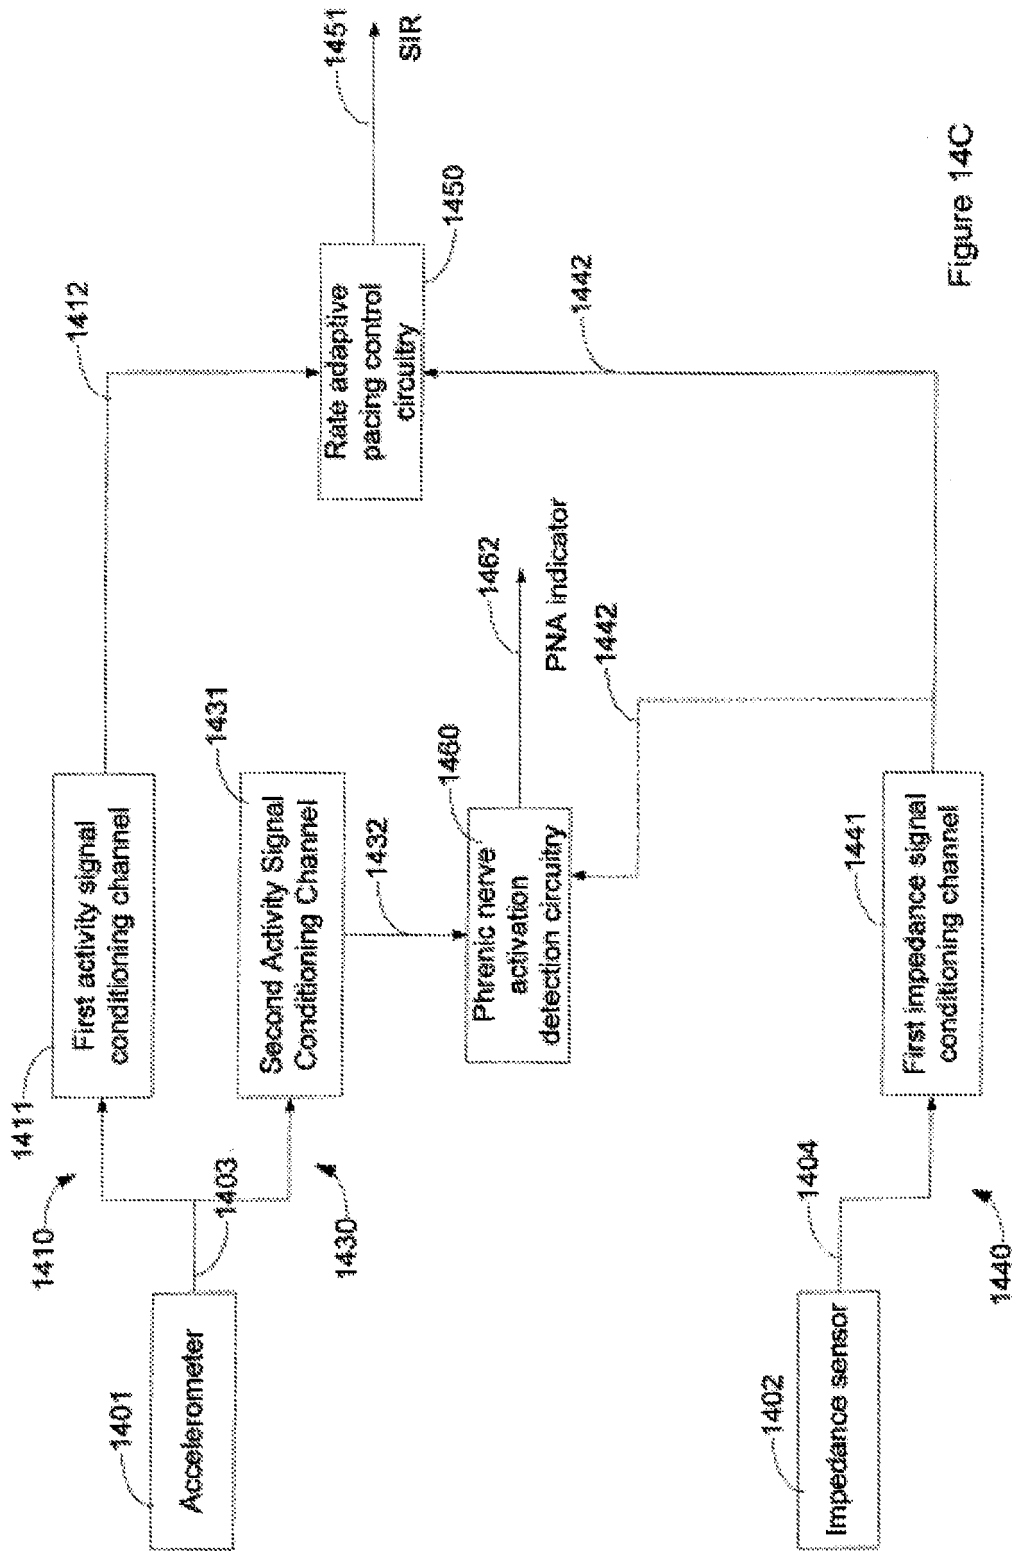 1410
1411
First activity signal
conditioning channel
1412
1401
Accelerometer
1403
1430
Second Activity Signal
Conditioning Channel
1431
1432
Rate adaptive
pacing control
circuitry
1450
1451
SIR
Phrenic nerve
activation
detection circuitry
1460
1462
PNA indicator
1442
1442
1402
Impedance sensor
1404
1440
First impedance signal
conditioning channel
1441
Figure 14C